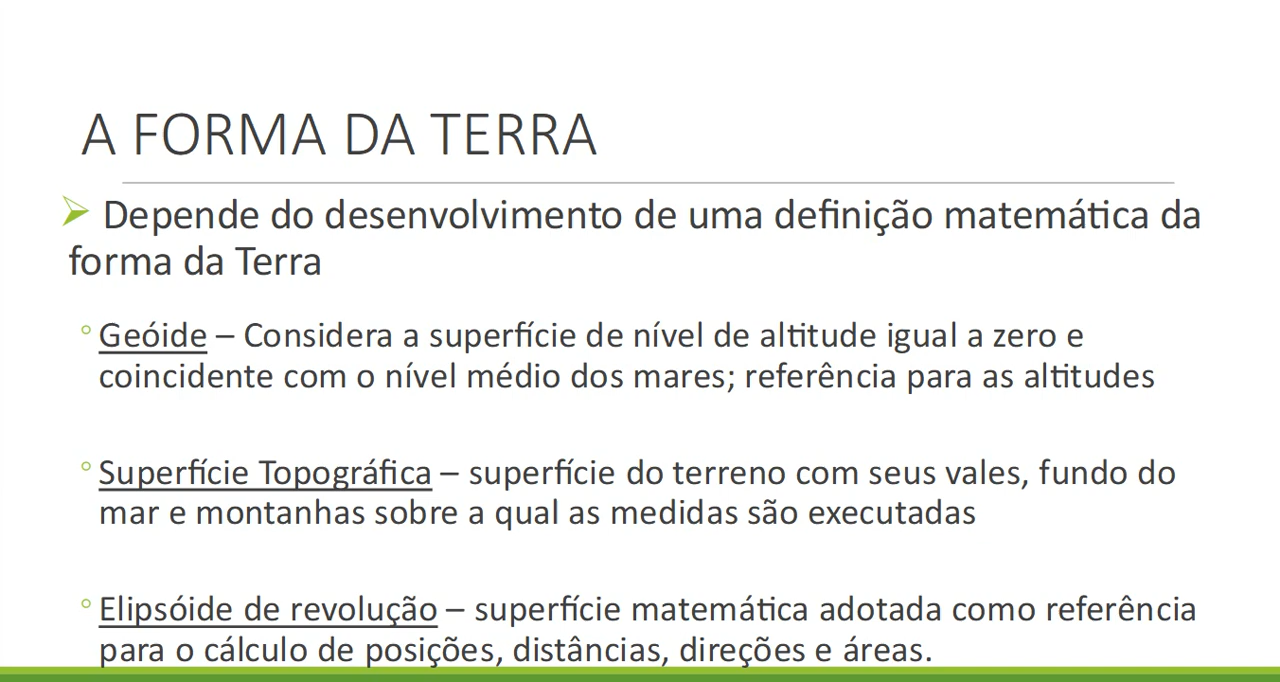 A FORMA DA TERRA
Depende do desenvolvimento de uma definição matemática da
forma da Terra
Geóide – Considera a superfície de nível de altitude igual a zero e
coincidente com o nível médio dos mares; referência para as altitudes
Superfície Topográfica – superfície do terreno com seus vales, fundo do
mar e montanhas sobre a qual as medidas são executadas
Elipsóide de revolução – superfície matemática adotada como referência
para o cálculo de posições, distâncias, direções e áreas.